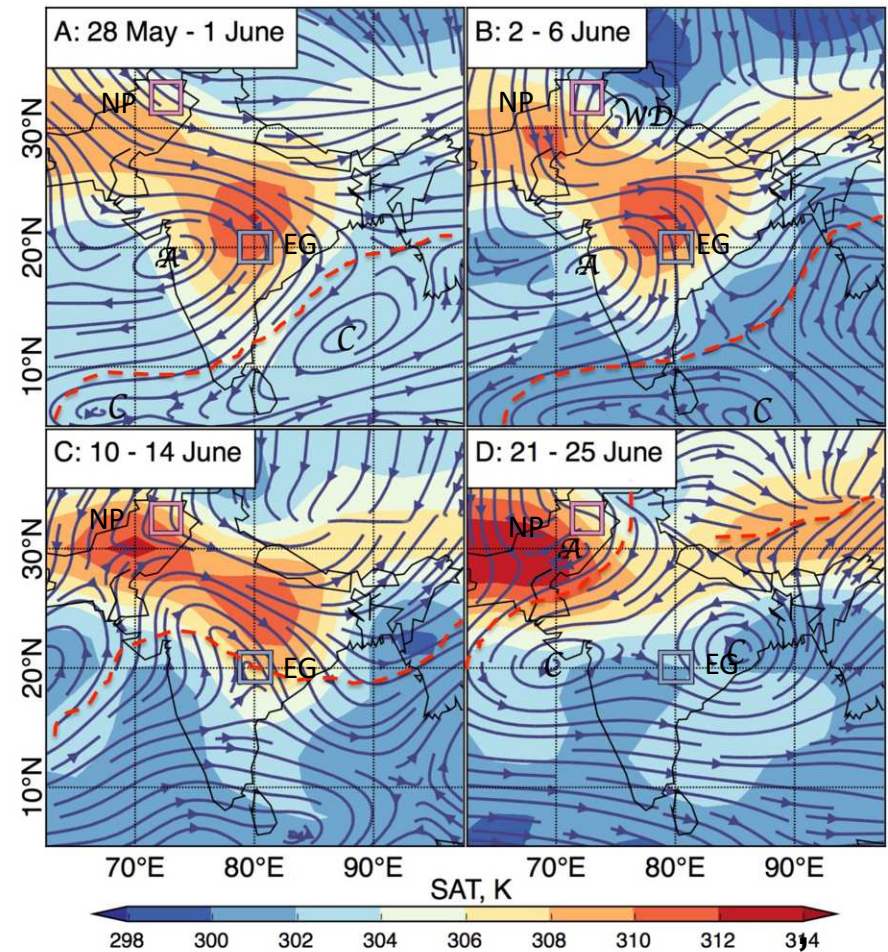 A: 28 May - 1 June
B: 2 - 6 June
NP
NP
WD
30°N
20°N
A
EG
A
EG
C
10°N
C
C
C: 10 - 14 June
D: 21 - 25 June
NP
NP
30°N
A
20°N
EG
C
EG
C
10°N
70°E 80°E 90°E 70°E 80°E 90°E
SAT, K
298 300 302 304 306 308 310 312 314
,